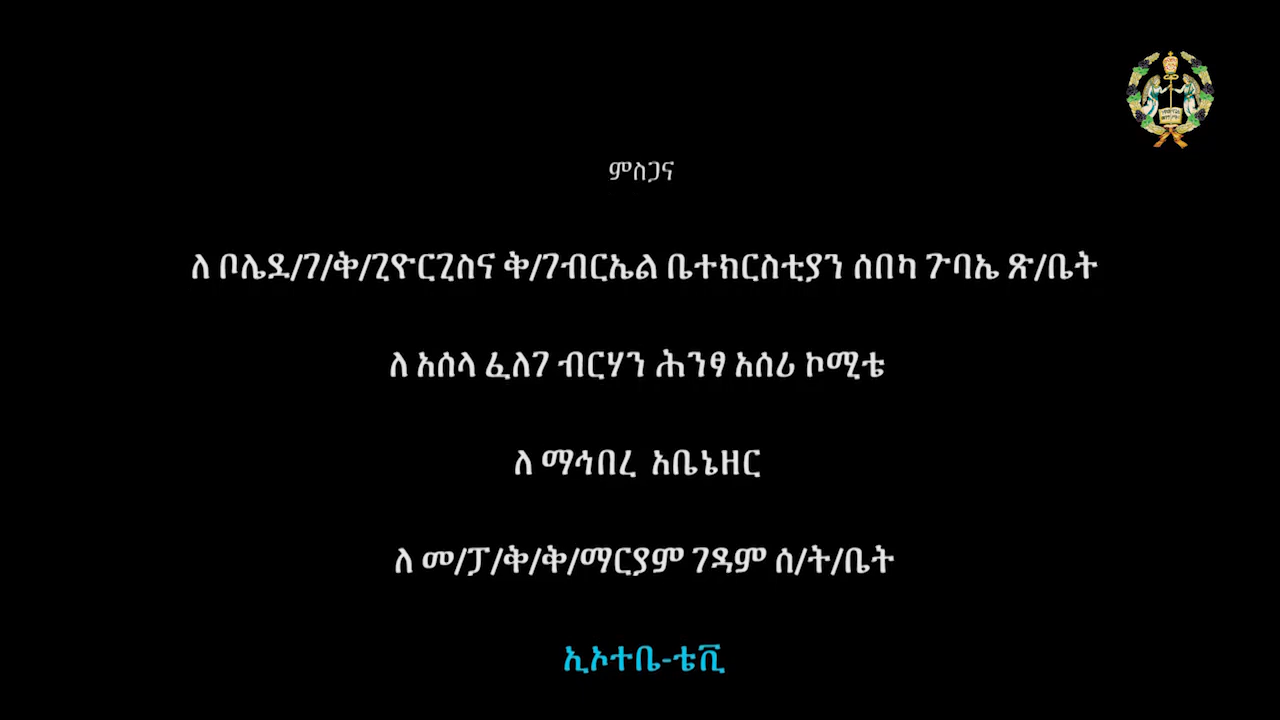 ምስጋና
ለ ቦሌደ/ገ/ቅ/ጊዮርጊስና ቅ/ገብርኤል ቤተክርስቲያን ሰበካ ጉባኤ ጽ/ቤት
ለ አሰላ ፈለገ ብርሃን ሕንፃ አሰሪ ኮሚቴ
ለ ማኅበረ  አቤኔዘር
ለ መ/ፓ/ቅ/ቅ/ማርያም ገዳም ሰ/ት/ቤት
ኢኦተቤ-ቴቪ